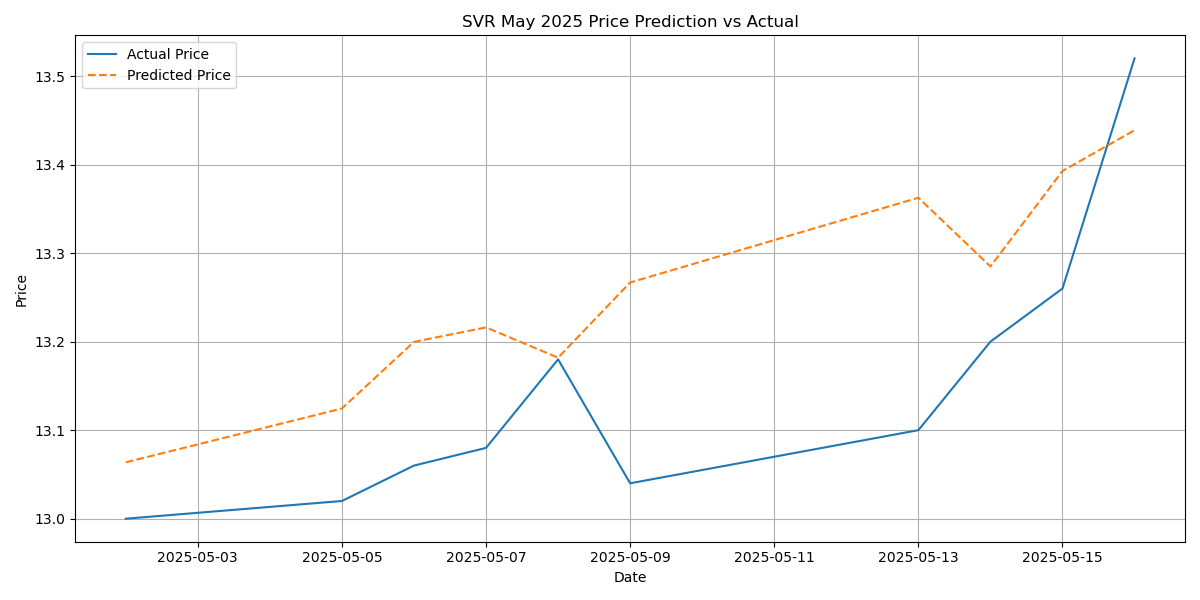 SVR May 2025 Price Prediction vs Actual
Actual Price
Predicted Price
13.5
13.4
13.3
13.2
13.1
13.0
Price
2025-05-03
2025-05-05
2025-05-07
2025-05-09
2025-05-11
2025-05-13
2025-05-15
Date